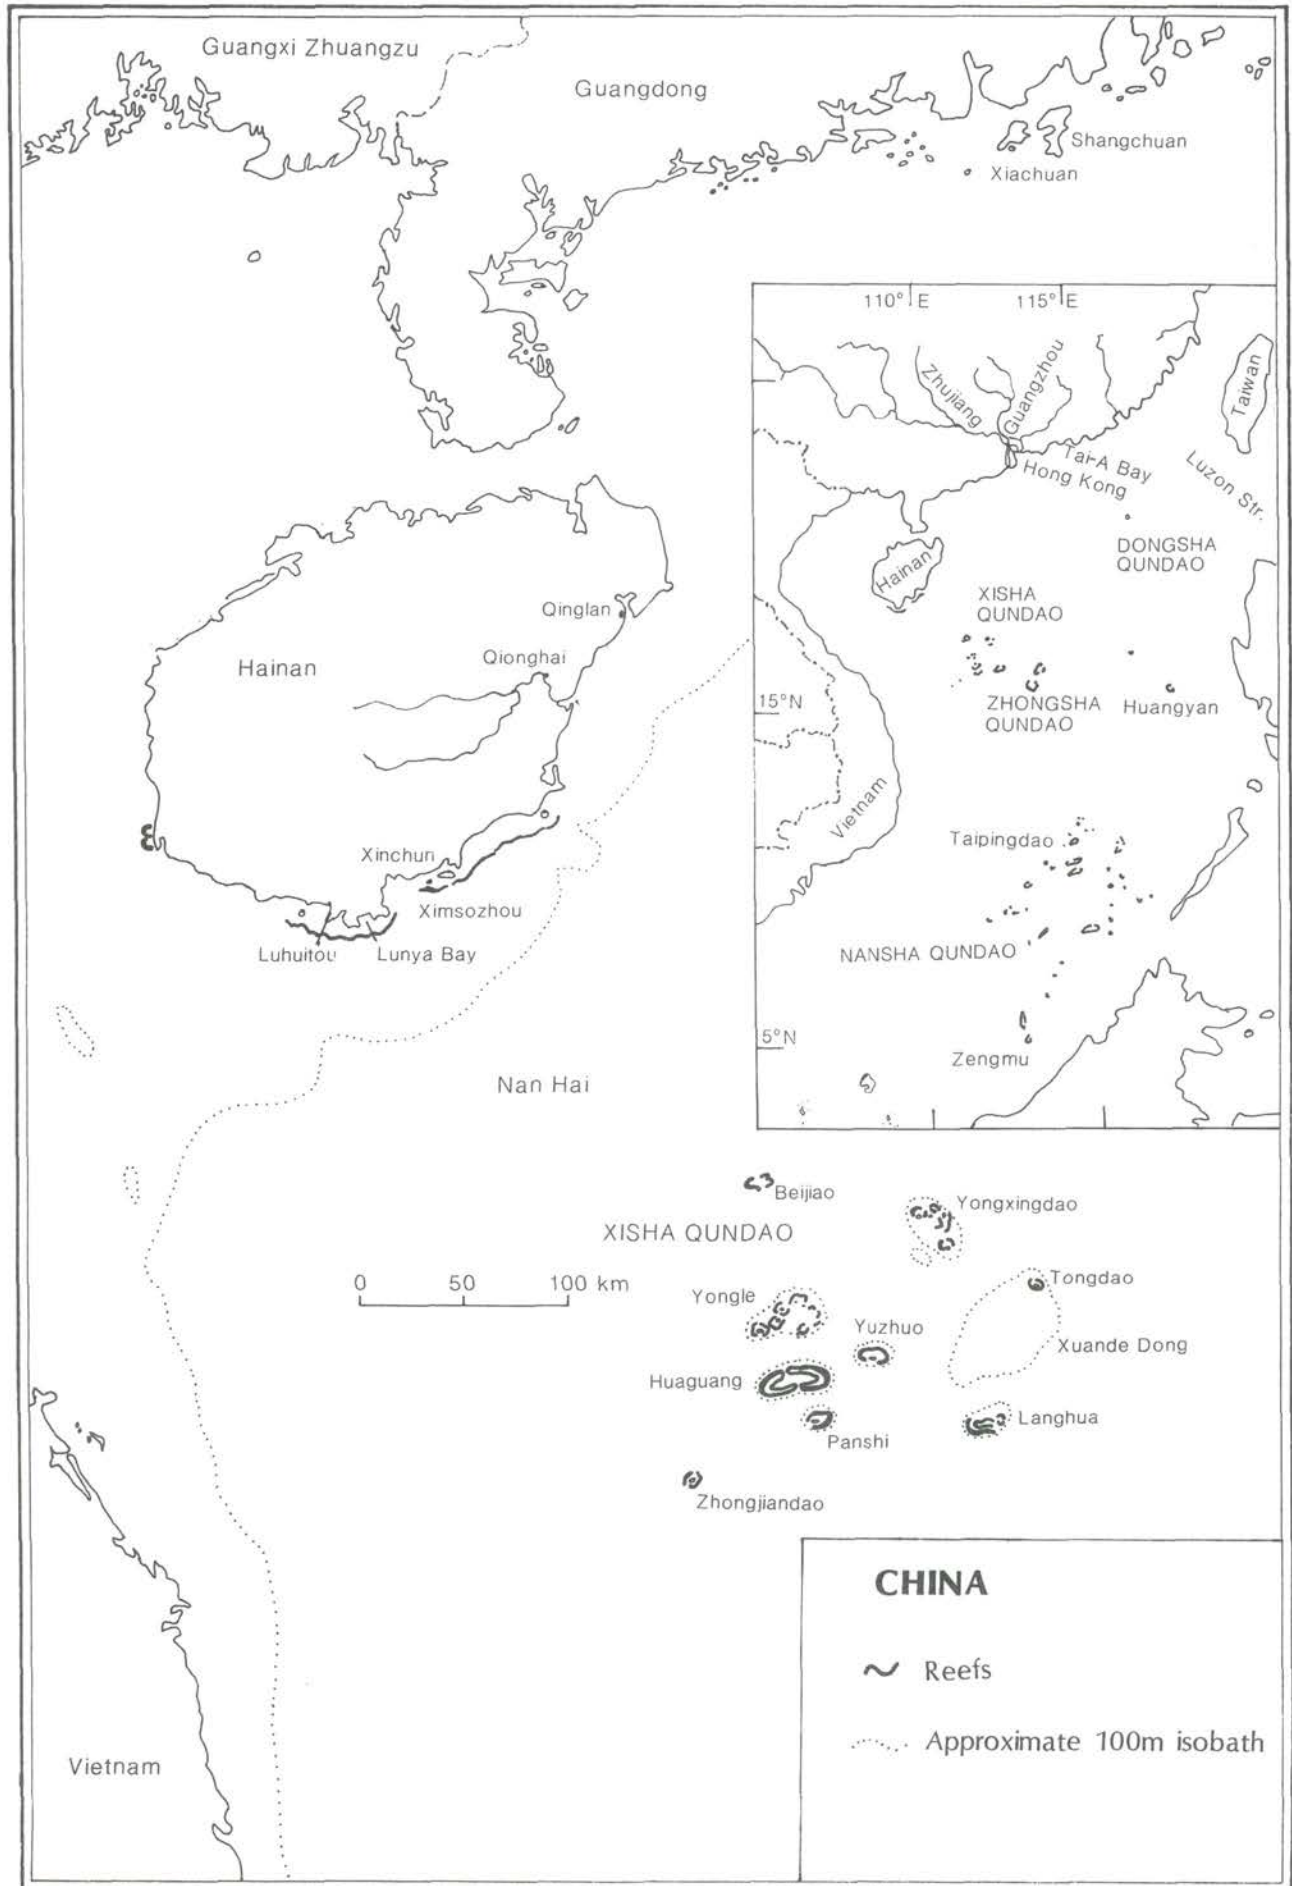 Guangxi Zhuangzu
Guangdong
Shangchuan
Xiachuan
110° E
115° E
Zhujiang
Guangzhou
Taiwan
Tai-A Bay
Hong Kong
Luzon Str.
DONGSHA
QUNDAO
Hainan
XISHA
QUNDAO
15°N
ZHONGSHA
QUNDAO
Huangyan
Vietnam
Taipingdao
NANSHA QUNDAO
5°N
Zengmu
Qinglan
Qionghai
Hainan
Xinchun
Ximsozhou
Luhuitou
Lunya Bay
Nan Hai
Beijiao
Yongxingdao
XISHA QUNDAO
0 50 100 km
Tongdao
Yongle
Yuzhuo
Xuande Dong
Huaguang
Langhua
Panshi
Zhongjiandao
Vietnam
CHINA
Reefs
Approximate 100m isobath